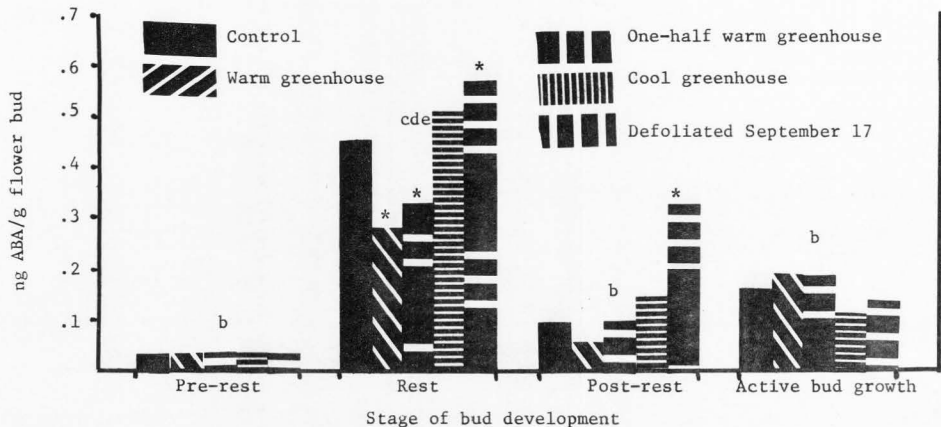 .7
.6
.5
.4
.3
.2
.1
ng ABA/g flower bud
Control
Warm greenhouse
One-half warm greenhouse
Cool greenhouse
Defoliated September 17
b
*
*
cde
*
b
*
b
Pre-rest
Rest
Post-rest
Active bud growth
Stage of bud development